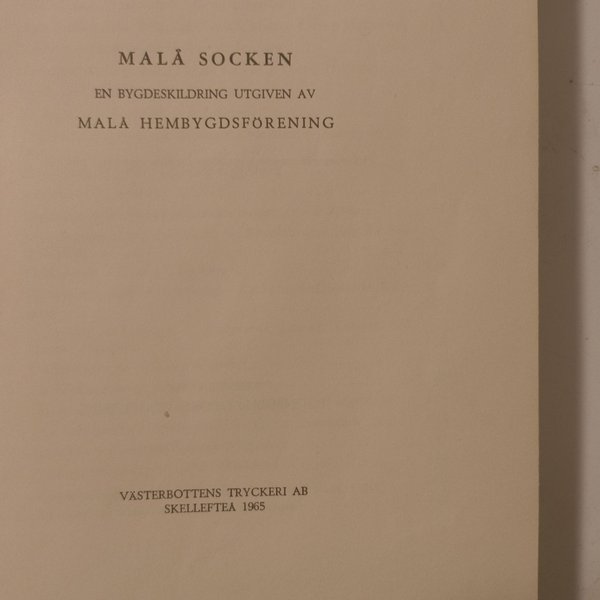 MALÅ SOCKEN
EN BYGDESKILDRING UTGIVEN AV
MALÅ HEMBYGDSFÖRENING
VÄSTERBOTTENS TRYCKERI AB
SKELLEFTEÅ 1965